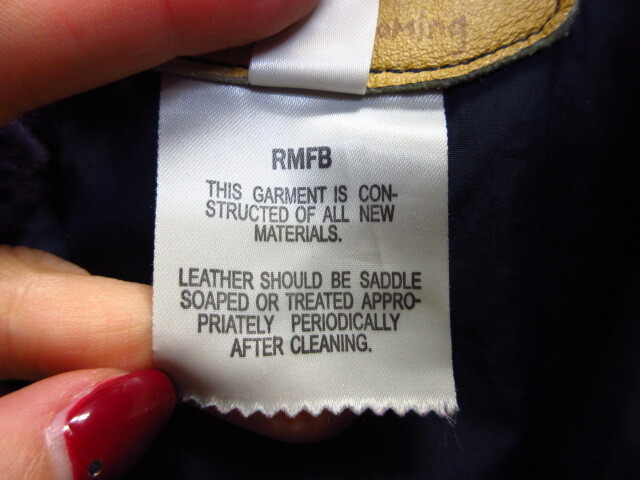 RMFB
THIS GARMENT IS CON-
STRUCTED OF ALL NEW
MATERIALS.
LEATHER SHOULD BE SADDLE
SOAPED OR TREATED APPRO-
PRIATELY PERIODICALLY
AFTER CLEANING.